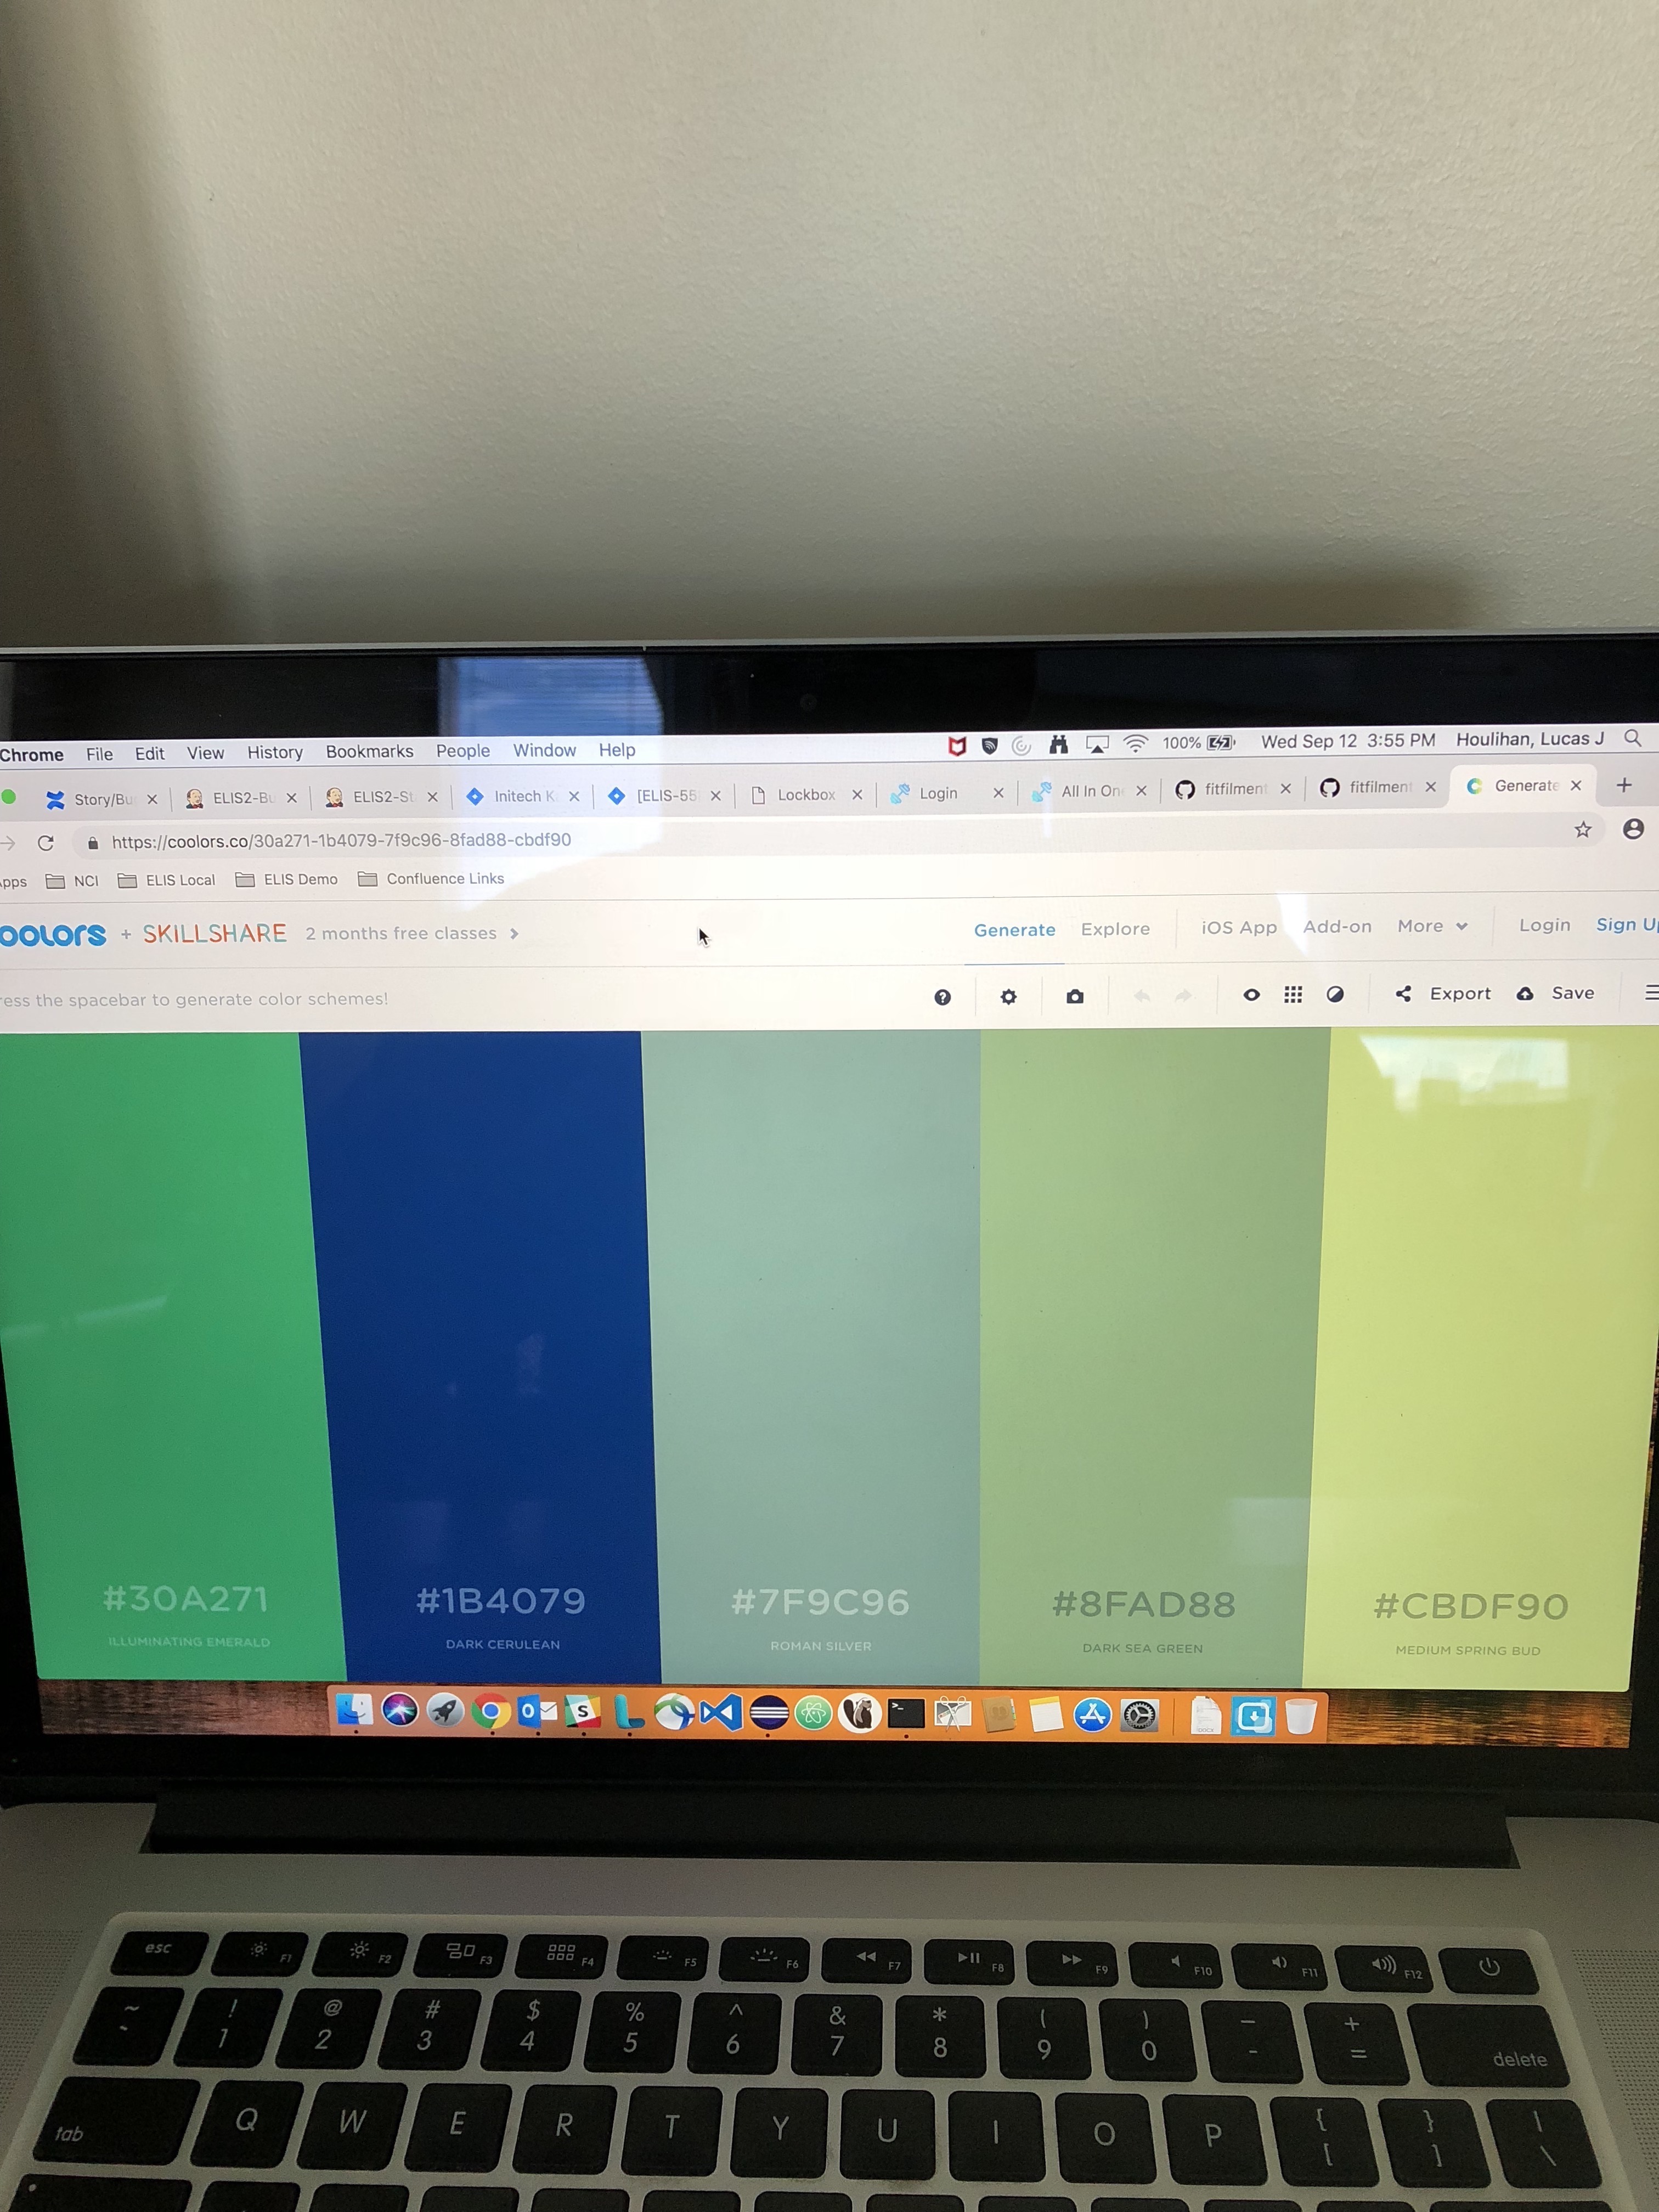 Chrome File Edit View History Bookmarks People Window Help 100% Wed Sep 12 3:55 PM Houlihan, Lucas J
Story/Bu ELIS2-Bu ELIS2-St Initech K [ELIS-55 Lockbox Login All In On fitfilment fitfilment Generate
https://coolors.co/30a271-1b4079-7f9c96-8fad88-cbdf90
pps NCI ELIS Local ELIS Demo Confluence Links
oolors + SKILLSHARE 2 months free classes Generate Explore iOS App Add-on More Login Sign Up
ress the spacebar to generate color schemes! Export Save
#30A271 #1B4079 #7F9C96 #8FAD88 #CBDF90
ILLUMINATING EMERALD DARK CERULEAN ROMAN SILVER DARK SEA GREEN MEDIUM SPRING BUD
esc F1 F2 F3 F4 F5 F6 F7 F8 F9 F10 F11 F12
~ ! @ # $ % ^ & * ( ) — +
` 1 2 3 4 5 6 7 8 9 0 - = delete
tab Q W E R T Y U I O P { [ } ] | \